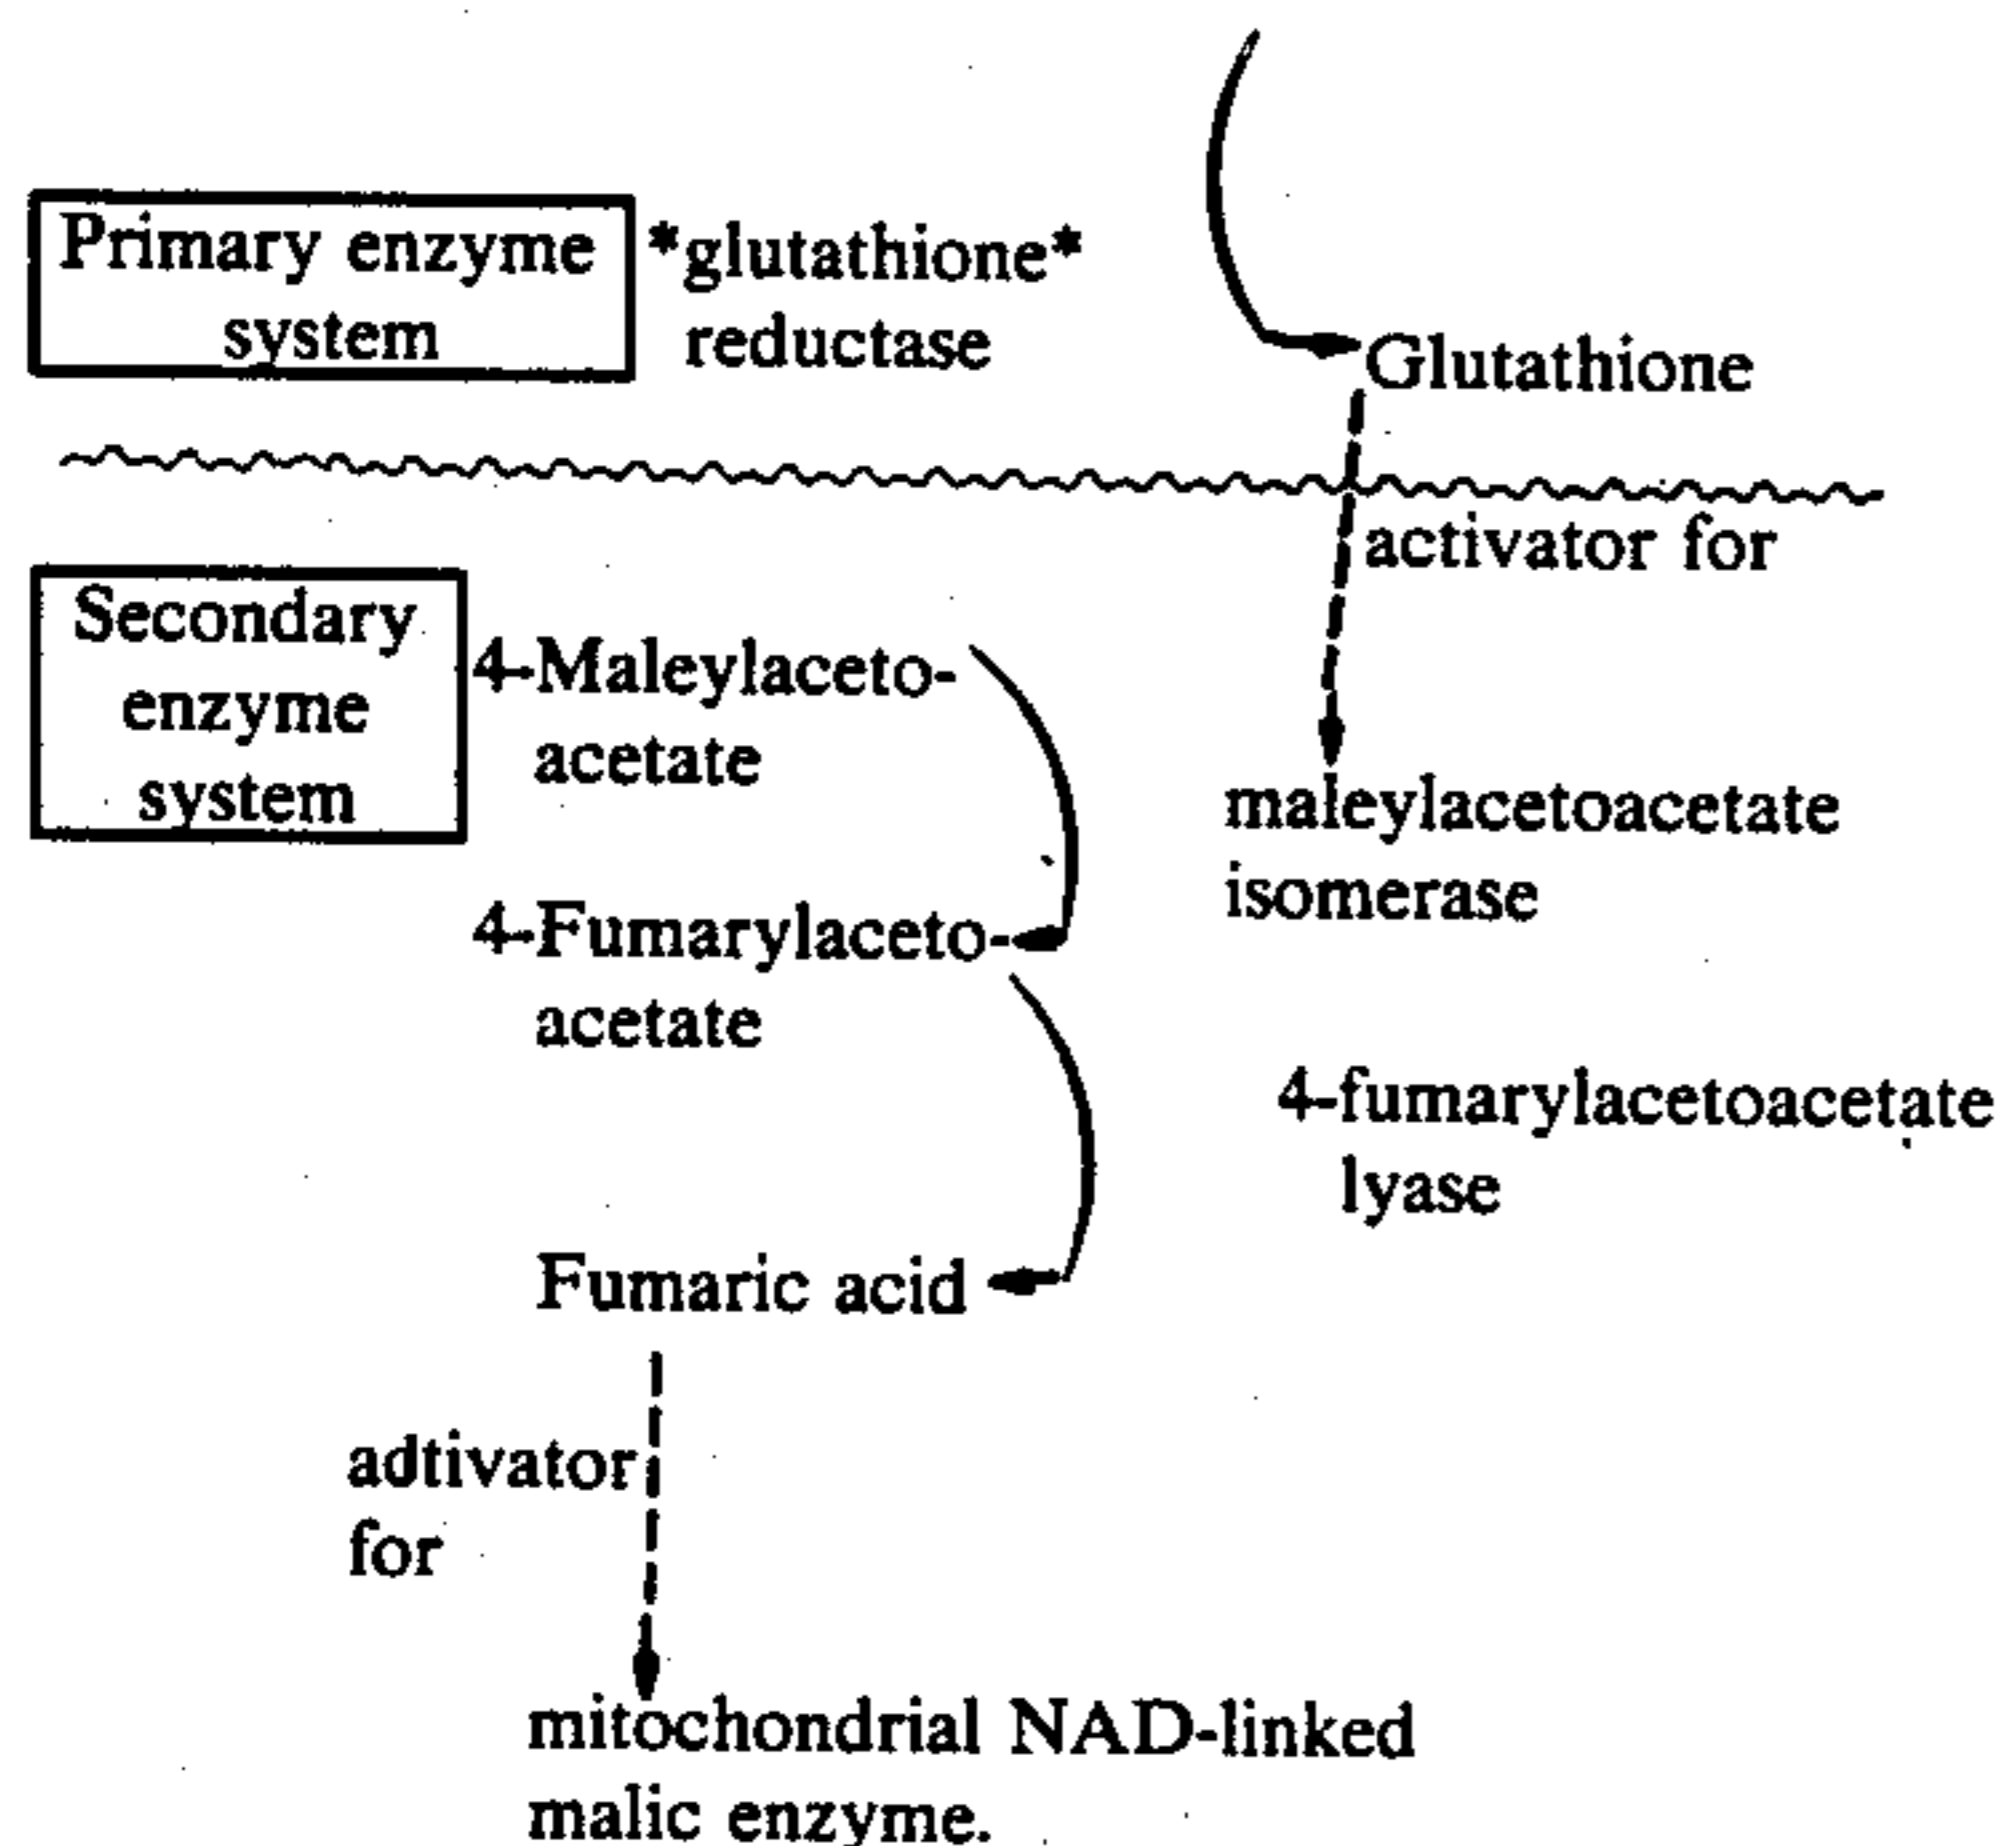 Primary enzyme
system
*glutathione*
reductase
Glutathione
activator for
Secondary
enzyme
system
4-Maleylaceto-
acetate
maleylacetoacetate
isomerase
4-Fumarylaceto-
acetate
4-fumarylacetoacetate
lyase
Fumaric acid
adtivator
for
mitochondrial NAD-linked
malic enzyme.